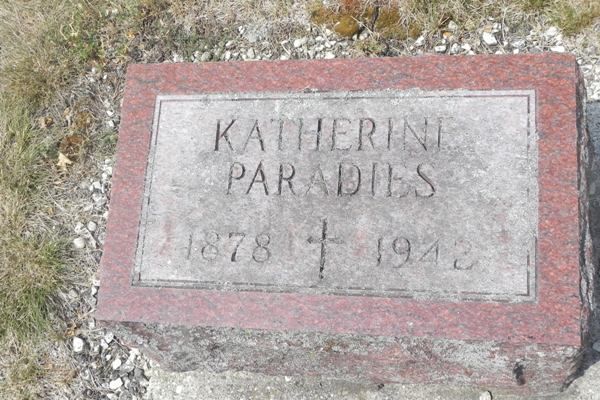 KATHERINE
PARADIES
1878 1942